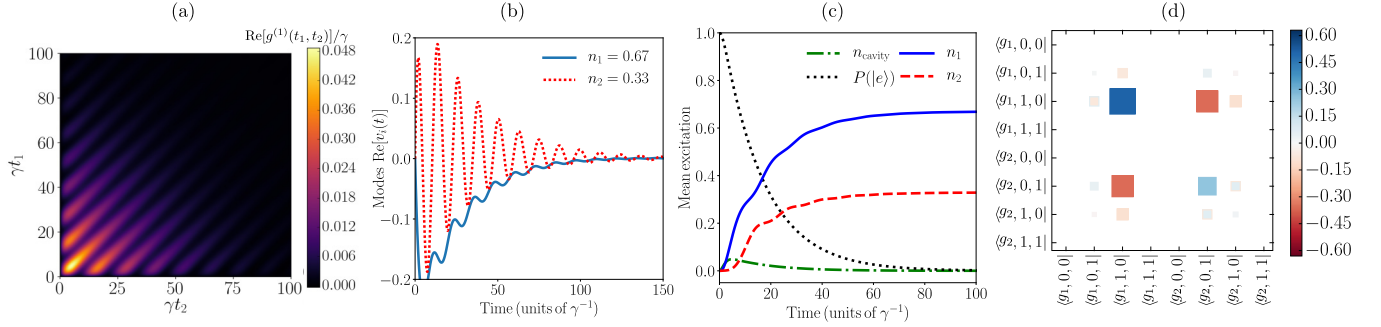 (a)
Re[g⁽¹⁾(t₁, t₂)]/γ
100
80
60
40
20
0
γt₁
0 25 50 75 100
γt₂
0.048
0.042
0.036
0.030
0.024
0.018
0.012
0.006
0.000
(b)
0.2
0.1
0.0
−0.1
−0.2
Modes Re[vᵢ(t)]
n₁ = 0.67
n₂ = 0.33
0 50 100 150
Time (units of γ⁻¹)
(c)
1.0
0.8
0.6
0.4
0.2
0.0
Mean excitation
n_cavity n₁
P(|e⟩) n₂
0 20 40 60 80 100
Time (units of γ⁻¹)
(d)
⟨g₁, 0, 0|
⟨g₁, 0, 1|
⟨g₁, 1, 0|
⟨g₁, 1, 1|
⟨g₂, 0, 0|
⟨g₂, 0, 1|
⟨g₂, 1, 0|
⟨g₂, 1, 1|
⟨g₁, 0, 0|
⟨g₁, 0, 1|
⟨g₁, 1, 0|
⟨g₁, 1, 1|
⟨g₂, 0, 0|
⟨g₂, 0, 1|
⟨g₂, 1, 0|
⟨g₂, 1, 1|
0.60
0.45
0.30
0.15
0.00
−0.15
−0.30
−0.45
−0.60